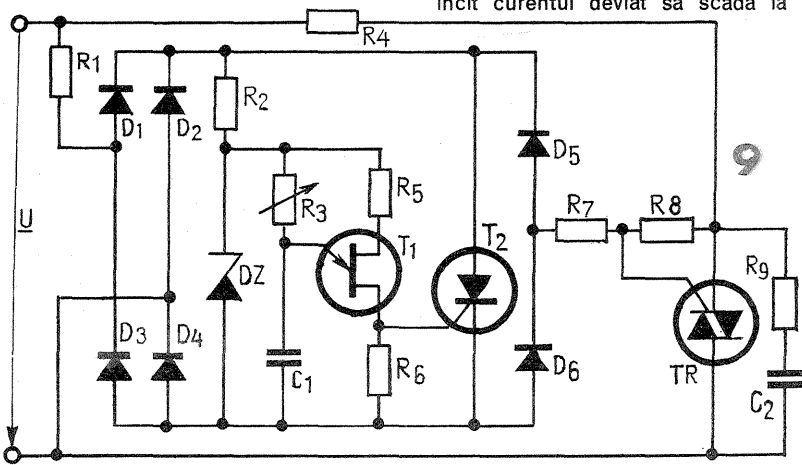 incît curentul deviat să scadă la
R4
R1
D1
D2
R2
D5
9
R3
R5
R7
R8
U
T1
T2
R9
DZ
D3
D4
C1
R6
D6
TR
C2